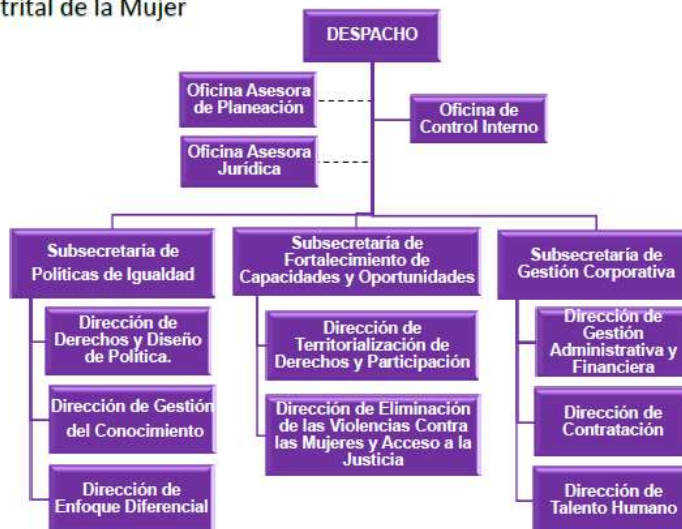 trital de la Mujer
DESPACHO
Oficina Asesora
de Planeación
Oficina de
Control Interno
Oficina Asesora
Jurídica
Subsecretaría de
Políticas de Igualdad
Subsecretaría de
Fortalecimiento de
Capacidades y Oportunidades
Subsecretaría de
Gestión Corporativa
Dirección de
Derechos y Diseño
de Política.
Dirección de Gestión
del Conocimiento
Dirección de
Enfoque Diferencial
Dirección de
Territorialización de
Derechos y Participación
Dirección de Eliminación
de las Violencias Contra
las Mujeres y Acceso a la
Justicia
Dirección de
Gestión
Administrativa y
Financiera
Dirección de
Contratación
Dirección de
Talento Humano